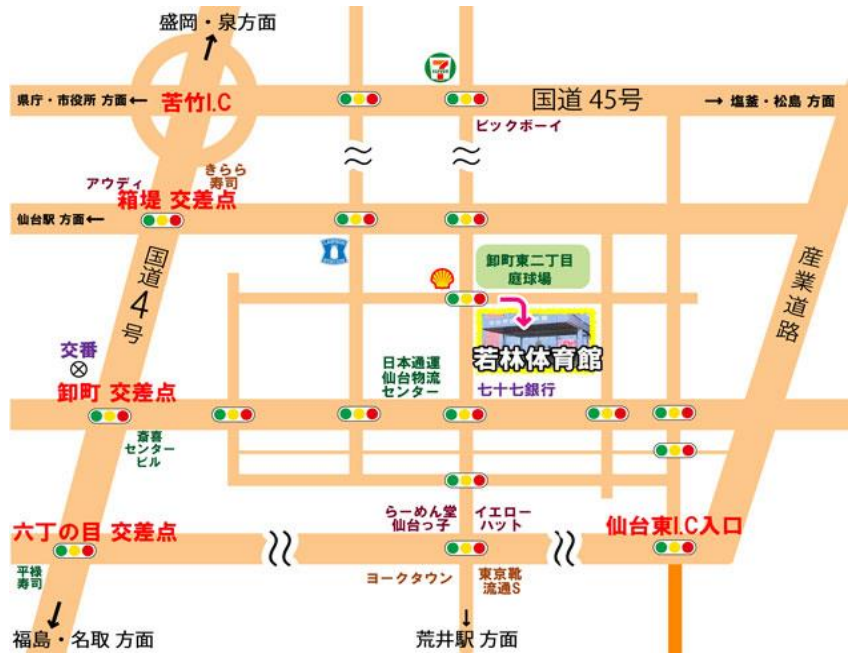 盛岡・泉方面
県庁・市役所 方面←
苦竹I.C
国道 45号
→ 塩釜・松島 方面
ビックボーイ
アウディ
きらら
寿司
箱堤 交差点
仙台駅 方面←
国道4号
卸町東二丁目
庭球場
産業道路
若林体育館
交番
卸町 交差点
日本通運
仙台物流
センター
七十七銀行
斎喜
センター
ビル
らーめん堂
仙台っ子
イエロー
ハット
六丁の目 交差点
仙台東I.C入口
平禄
寿司
ヨークタウン
東京靴
流通S
福島・名取 方面
荒井駅 方面